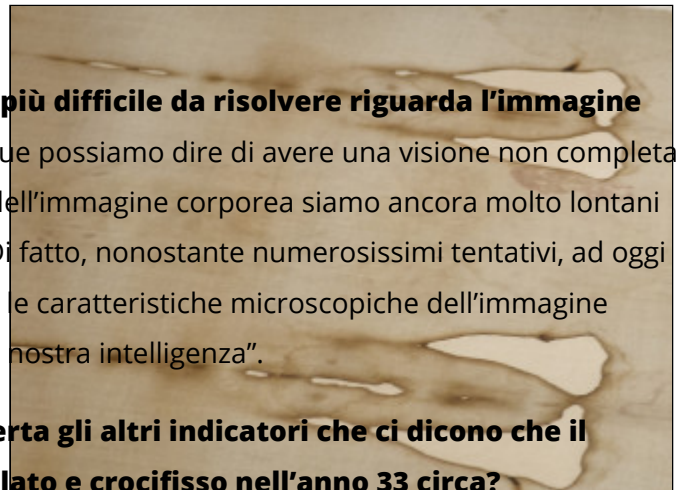 più difficile da risolvere riguarda l’immagine
ue possiamo dire di avere una visione non completa
dell’immagine corporea siamo ancora molto lontani
Di fatto, nonostante numerosissimi tentativi, ad oggi
le caratteristiche microscopiche dell’immagine
nostra intelligenza”.
erta gli altri indicatori che ci dicono che il
lato e crocifisso nell’anno 33 circa?